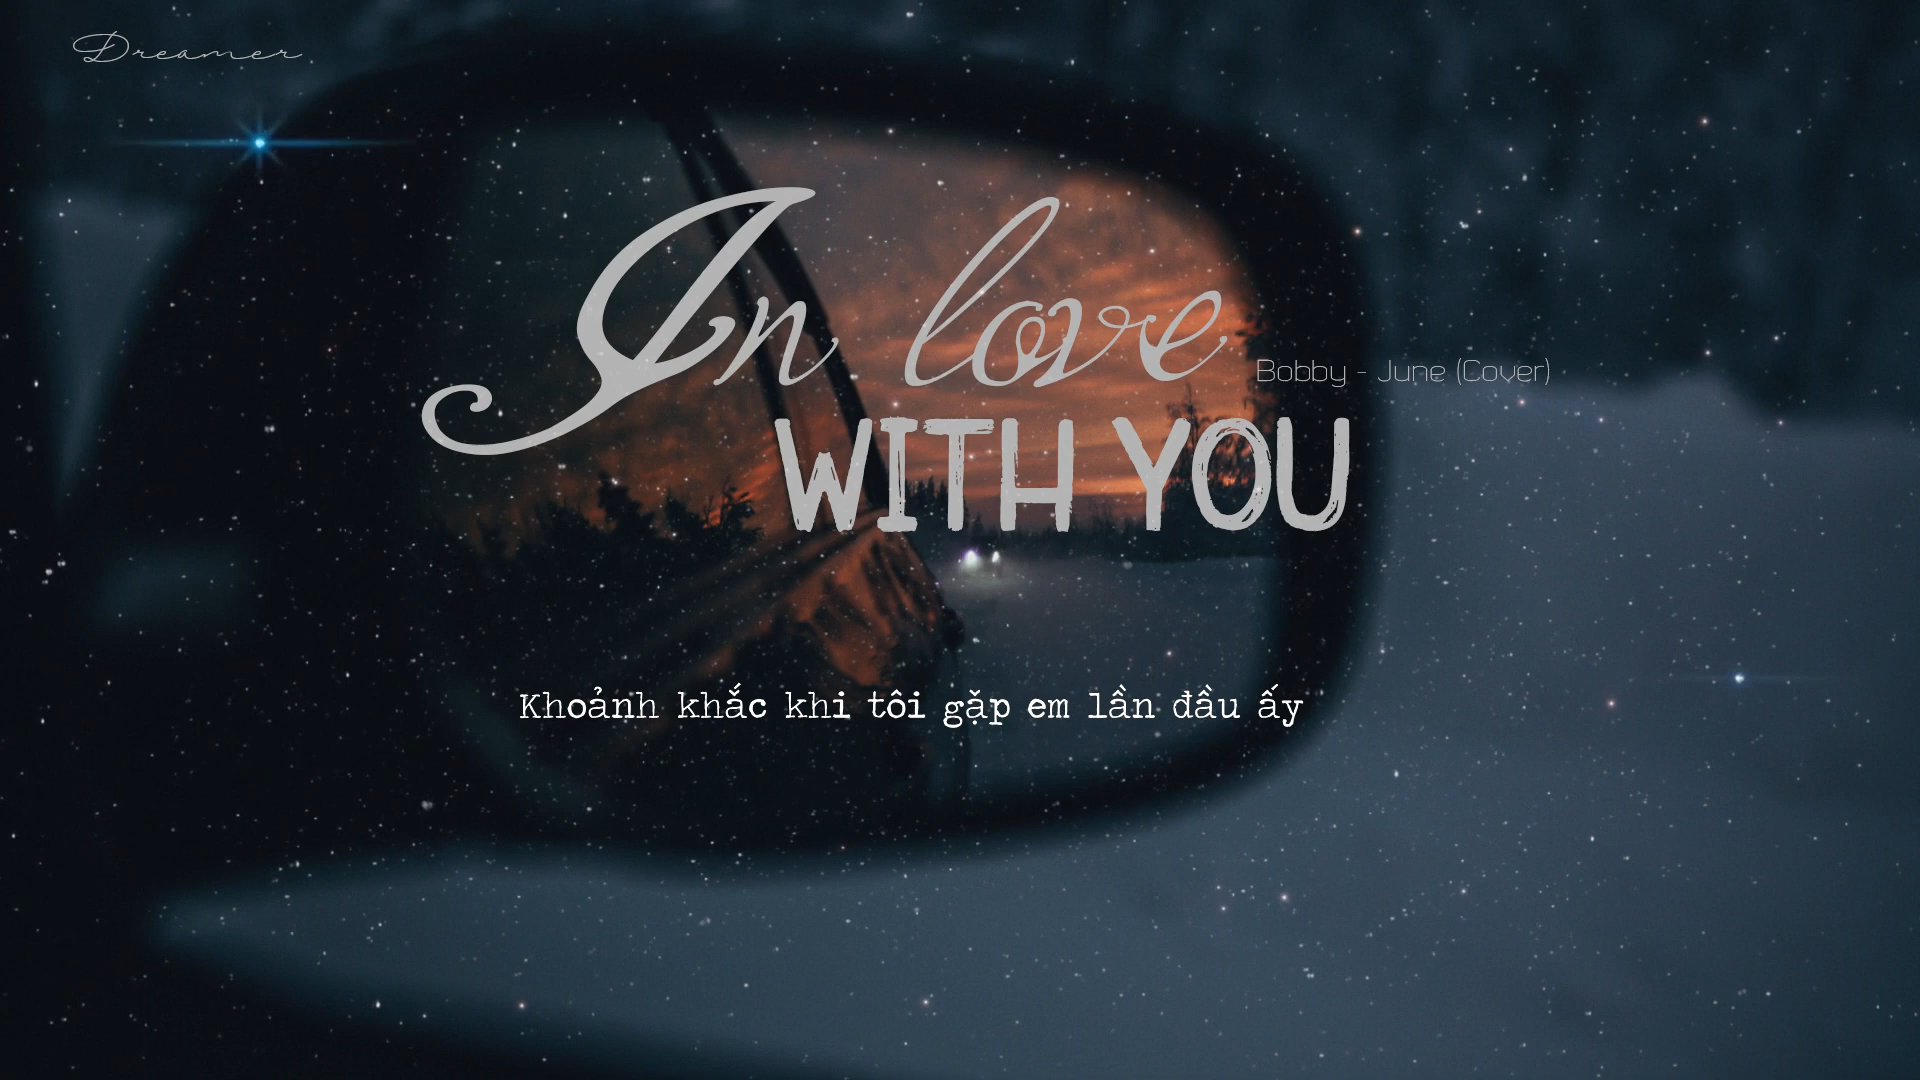 Dreamer
In love
Bobby - June (Cover)
WITH YOU
Khoảnh khắc khi tôi gặp em lần đầu ấy